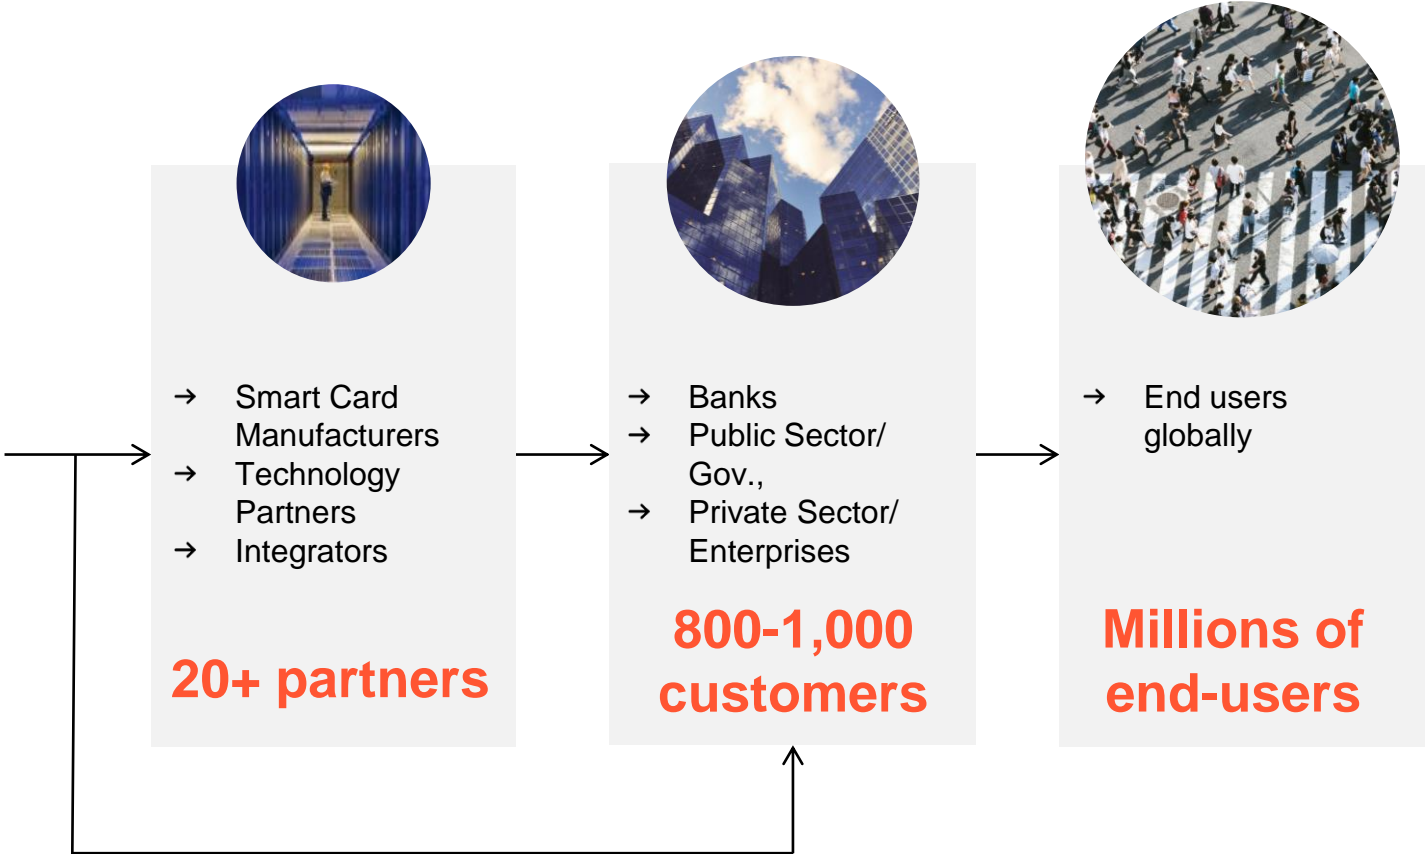 → Smart Card
Manufacturers
→ Technology
Partners
→ Integrators
20+ partners
→ Banks
→ Public Sector/
Gov.,
→ Private Sector/
Enterprises
800-1,000
customers
→ End users
globally
Millions of
end-users